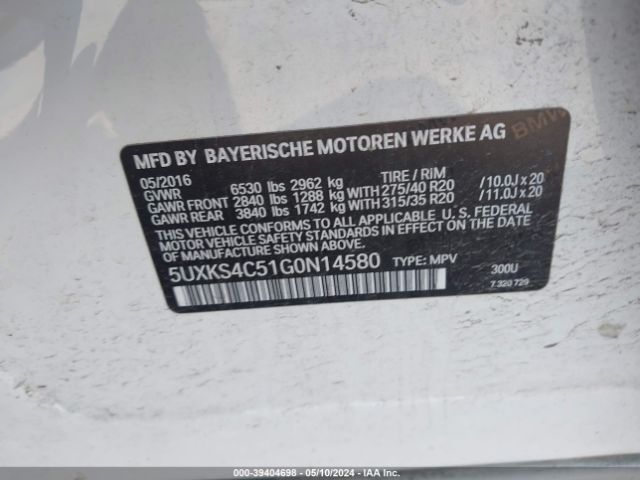 MFD BY BAYERISCHE MOTOREN WERKE AG BMW
05/2016 TIRE / RIM
GVWR 6530 lbs 2962 kg
GAWR FRONT 2840 lbs 1288 kg WITH 275/40 R20 /10.0J x 20
GAWR REAR 3840 lbs 1742 kg WITH 315/35 R20 /11.0J x 20
THIS VEHICLE CONFORMS TO ALL APPLICABLE U.S. FEDERAL
MOTOR VEHICLE SAFETY STANDARDS IN EFFECT ON THE DATE
OF MANUFACTURE SHOWN ABOVE.
5UXKS4C51G0N14580 TYPE: MPV 300U
7 320 729
© IMAGE - 39404698 - 05/10/2024 - IAA Inc.